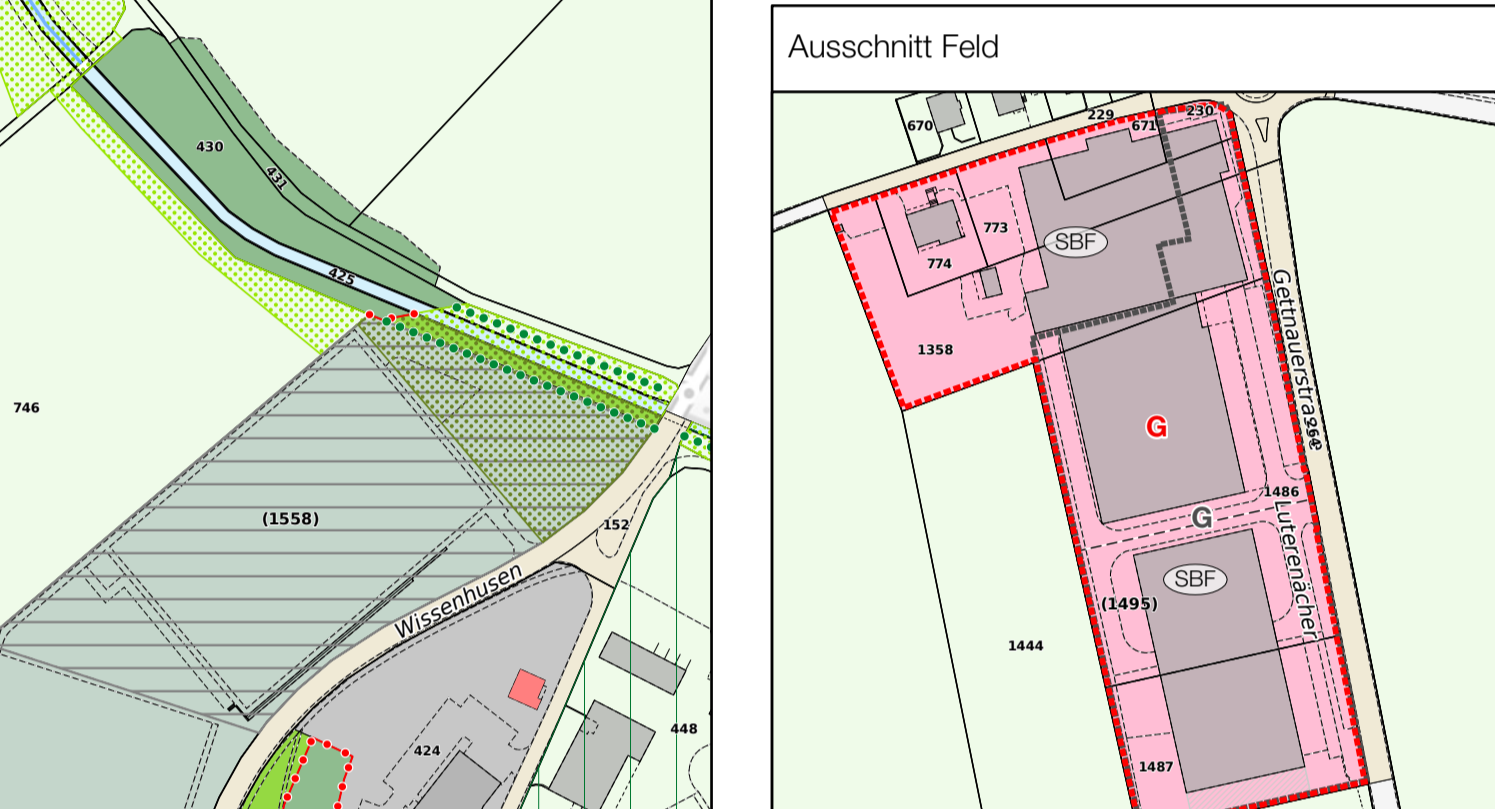 430
431
425
746
(1558)
152
Wissenhusen
424
448
Ausschnitt Feld
670
229
671
230
773
774
SBF
1358
Gettnauerstrasse
264
G
1486
G
Luterenächer
SBF
(1495)
1444
1487